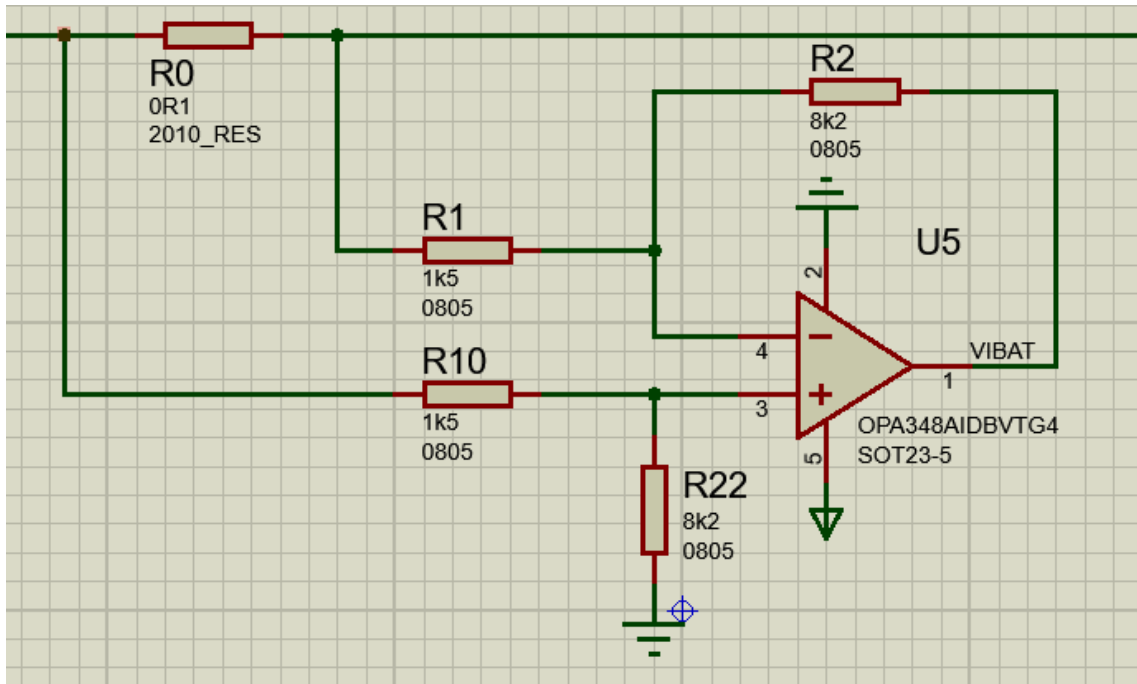 R0
0R1
2010_RES
R2
8k2
0805
R1
1k5
0805
2
U5
4
VIBAT
1
R10
1k5
0805
3
OPA348AIDBVTG4
SOT23-5
5
R22
8k2
0805